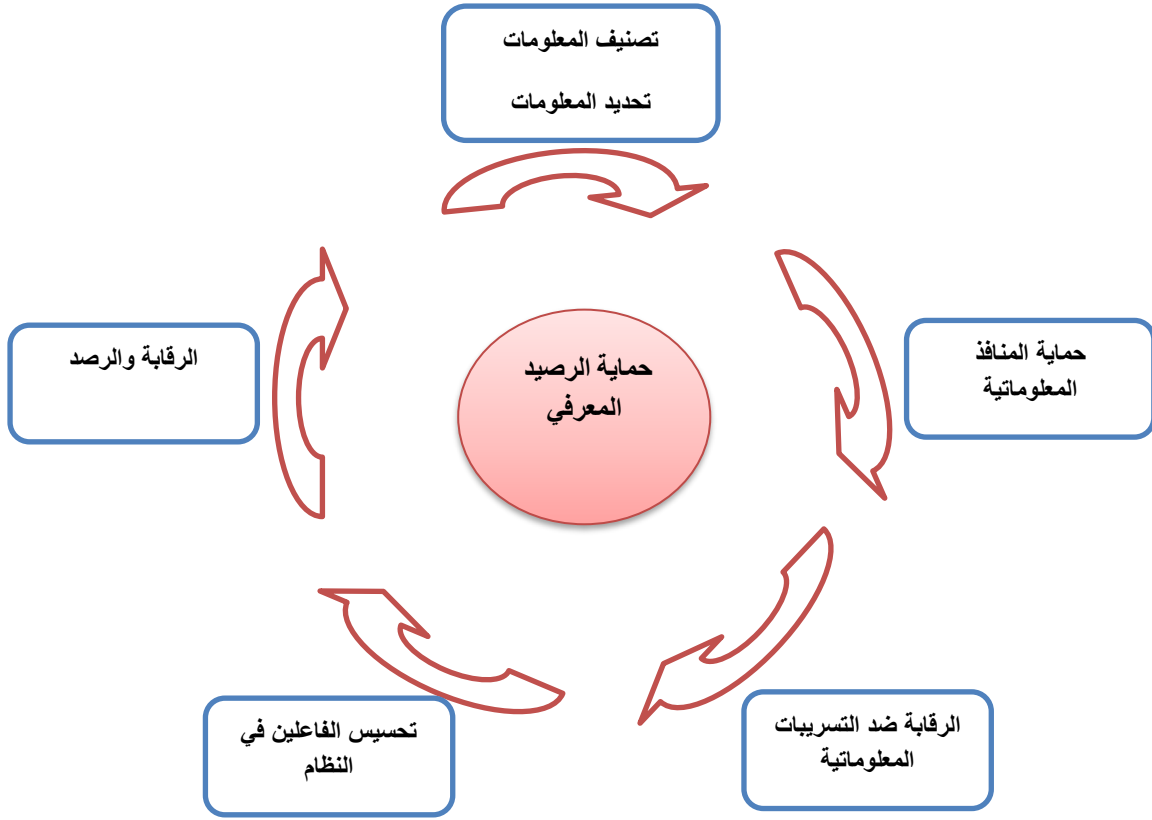 تصنيف المعلومات
تحديد المعلومات
حماية المنافذ
المعلوماتية
الرقابة والرصد
حماية الرصيد
المعرفي
الرقابة ضد التسريبات
المعلوماتية
تحسيس الفاعلين في
النظام